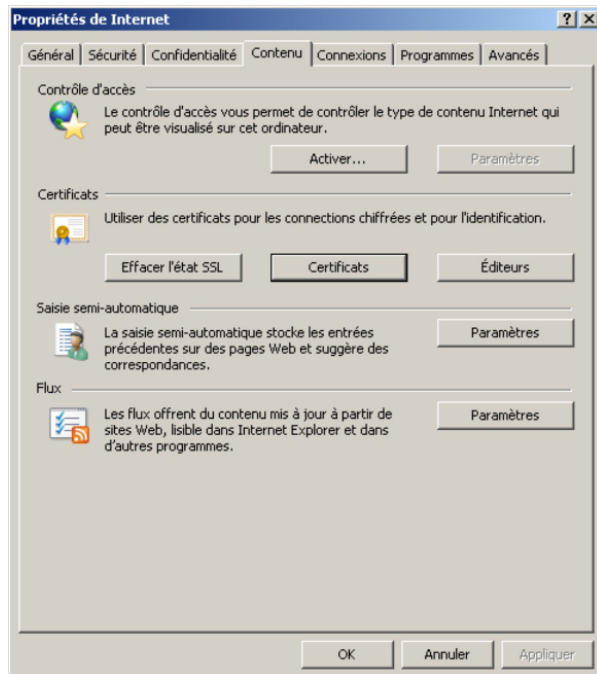 Propriétés de Internet
Général Sécurité Confidentialité Contenu Connexions Programmes Avancés
Contrôle d'accès
Le contrôle d'accès vous permet de contrôler le type de contenu Internet qui
peut être visualisé sur cet ordinateur.
Activer... Paramètres
Certificats
Utiliser des certificats pour les connections chiffrées et pour l'identification.
Effacer l'état SSL Certificats Éditeurs
Saisie semi-automatique
La saisie semi-automatique stocke les entrées
précédentes sur des pages Web et suggère des
correspondances.
Paramètres
Flux
Les flux offrent du contenu mis à jour à partir de
sites Web, lisible dans Internet Explorer et dans
d'autres programmes.
Paramètres
OK Annuler Appliquer